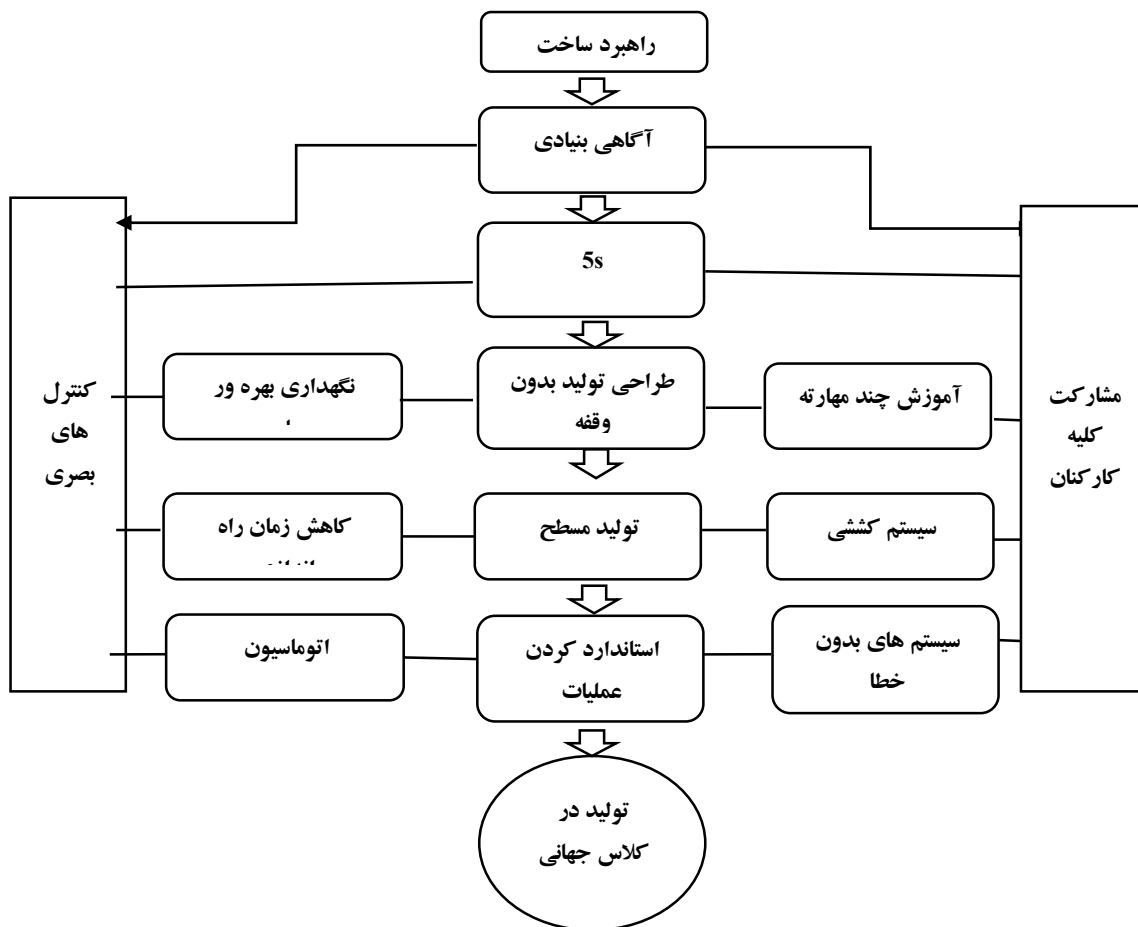 راهبرد ساخت
آگاهی بنیادی
5s
مشارکت
کلیه
کارکنان
آموزش چند مهارته
طراحی تولید بدون
وقفه
نگهداری بهره ور
کنترل
های
بصری
سیستم کششی
تولید مسطح
کاهش زمان راه
سیستم های بدون
خطا
استاندارد کردن
عملیات
اتوماسیون
تولید در
کلاس جهانی